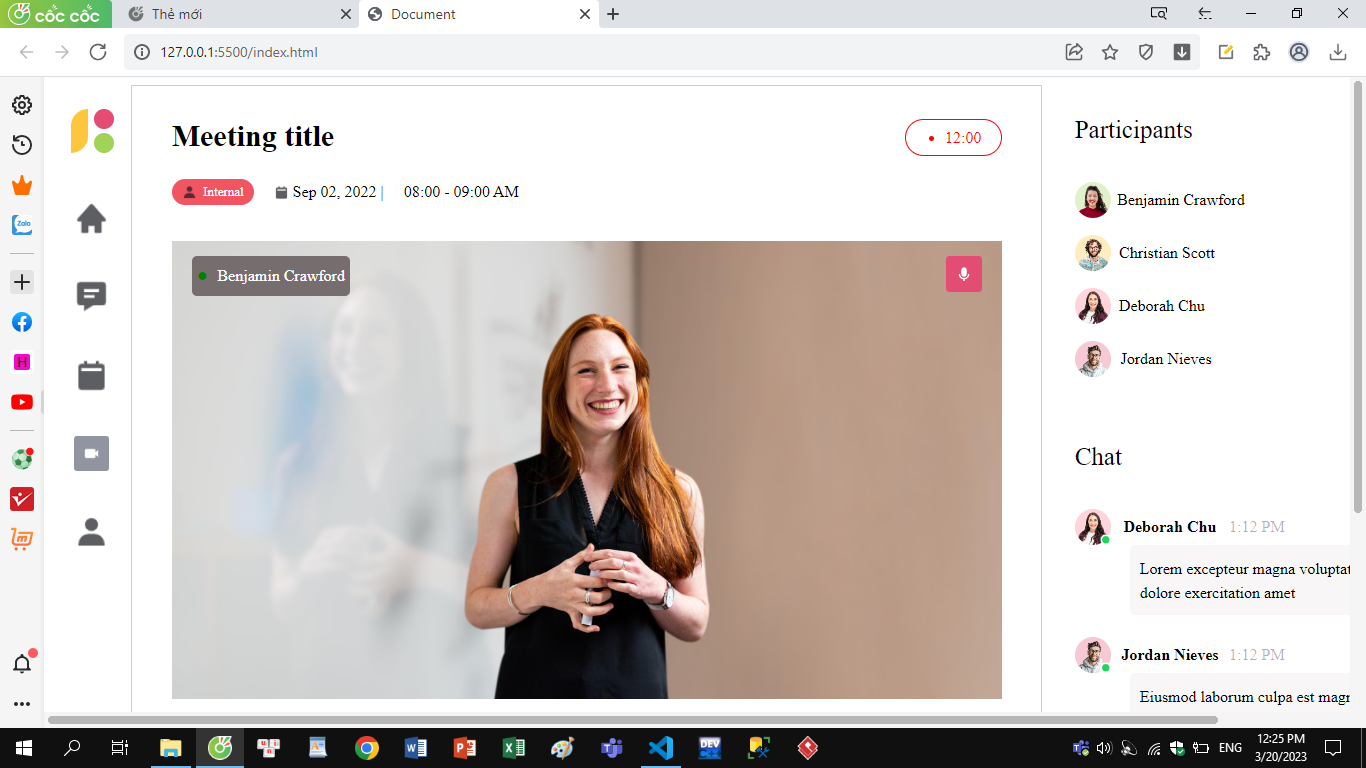 cốc cốc
Thẻ mới
Document
127.0.0.1:5500/index.html
Meeting title
• 12:00
Internal
Sep 02, 2022 |
08:00 - 09:00 AM
Benjamin Crawford
Participants
Benjamin Crawford
Christian Scott
Deborah Chu
Jordan Nieves
Chat
Deborah Chu 1:12 PM
Lorem excepteur magna voluptat
dolore exercitation amet
Jordan Nieves 1:12 PM
Eiusmod laborum culpa est magn
Zalo
H
ENG
12:25 PM
3/20/2023
DEV